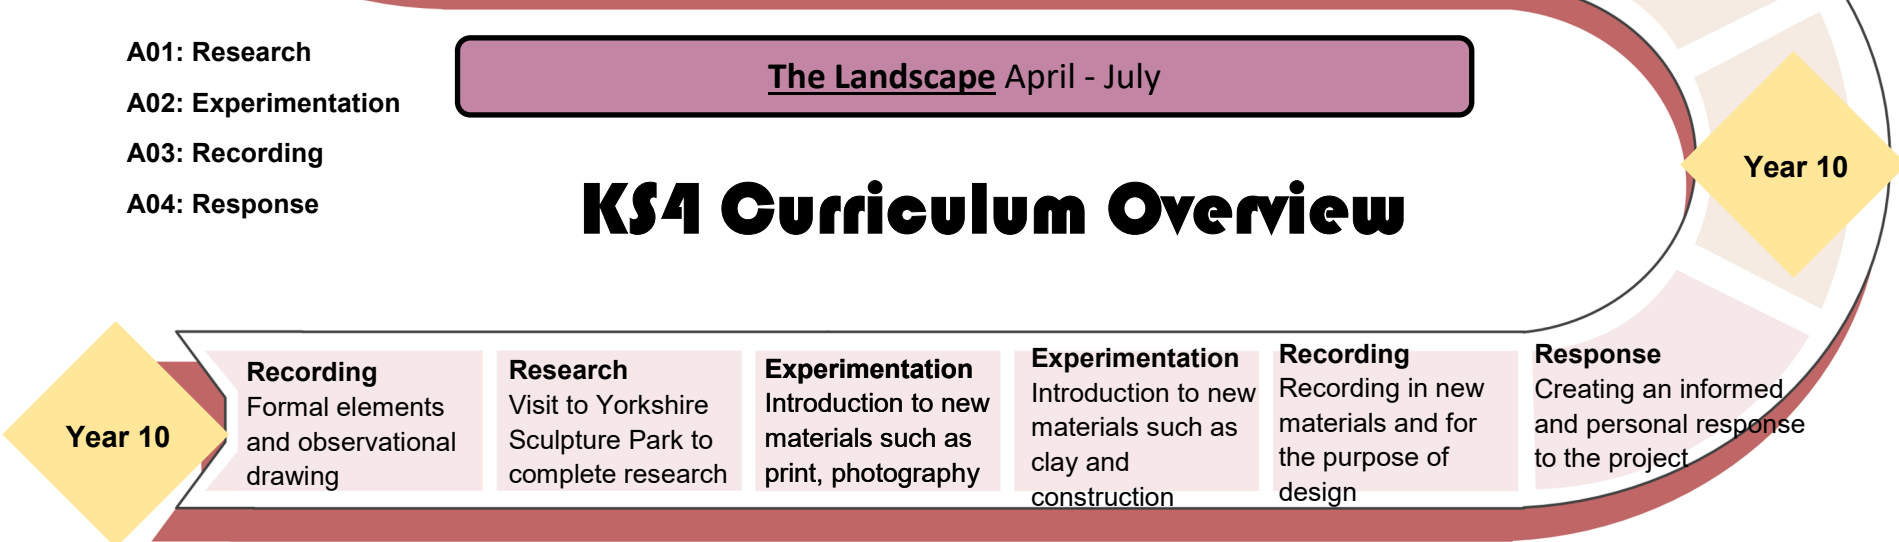 A01: Research
A02: Experimentation
A03: Recording
A04: Response
The Landscape April - July
KS4 Curriculum Overview
Year 10
Year 10
Recording
Formal elements
and observational
drawing
Research
Visit to Yorkshire
Sculpture Park to
complete research
Experimentation
Introduction to new
materials such as
print, photography
Experimentation
Introduction to new
materials such as
clay and
construction
Recording
Recording in new
materials and for
the purpose of
design
Response
Creating an informed
and personal response
to the project